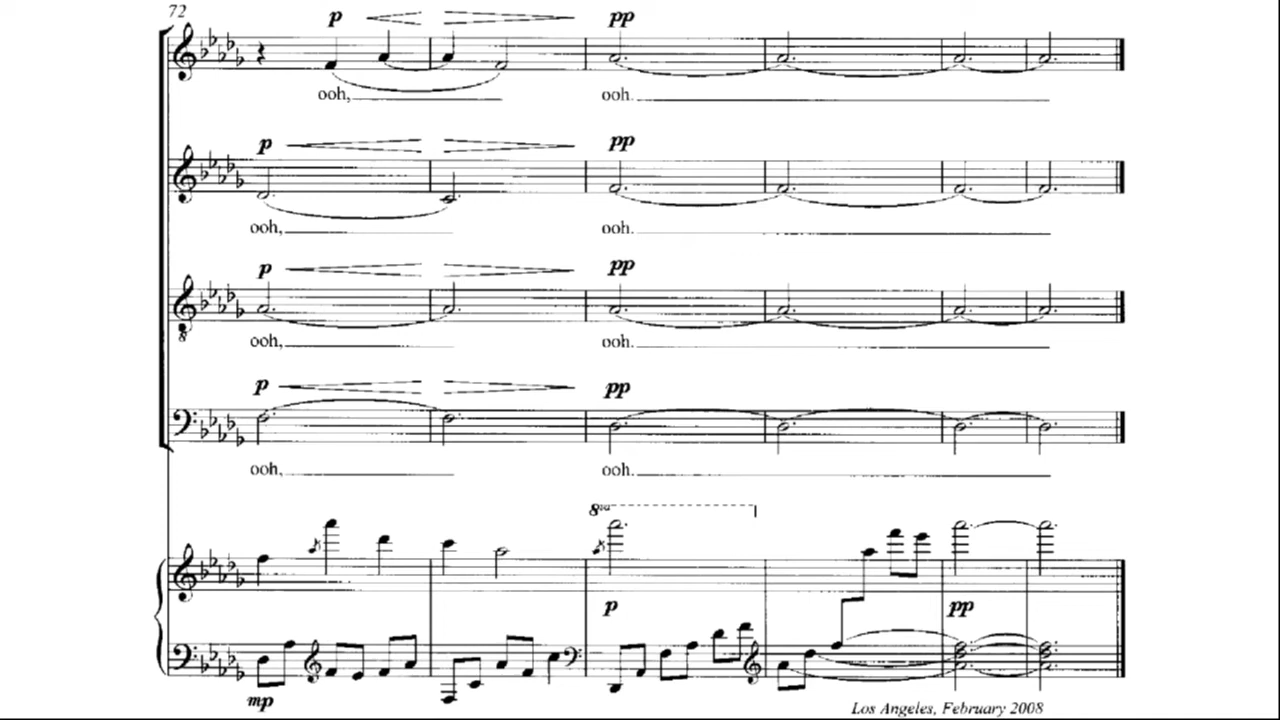 72
p pp
ooh, ooh.
p pp
ooh, ooh.
p pp
ooh, ooh.
8
p pp
ooh, ooh.
8va
p pp
mp
Los Angeles, February 2008